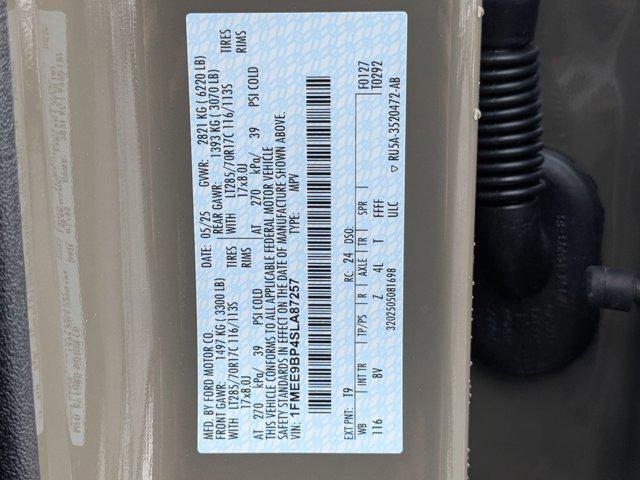 MFD. BY FORD MOTOR CO. 05/25 GVWR: 2821 KG ( 6220 LB)
FRONT GAWR: 1497 KG ( 3300 LB) REAR GAWR: 1393 KG ( 3070 LB)
WITH LT285/70R17C 116/113S TIRES WITH LT285/70R17C 116/113S TIRES
17x8.0J RIMS 17x8.0J RIMS
AT 270 kPa/ 39 PSI COLD AT 270 kPa/ 39 PSI COLD
THIS VEHICLE CONFORMS TO ALL APPLICABLE FEDERAL MOTOR VEHICLE
SAFETY STANDARDS IN EFFECT ON THE DATE OF MANUFACTURE SHOWN ABOVE.
VIN: 1FMEE9BP4SLA87257 TYPE: MPV
EXT PNT: T9 RC: 24 DSO: F0127
T0292
WB INT TR TP/PS R AXLE TR SPR
116 8V Z 4L T FFFF
ULC ▽ RU5A-3520472-AB
3202505081698